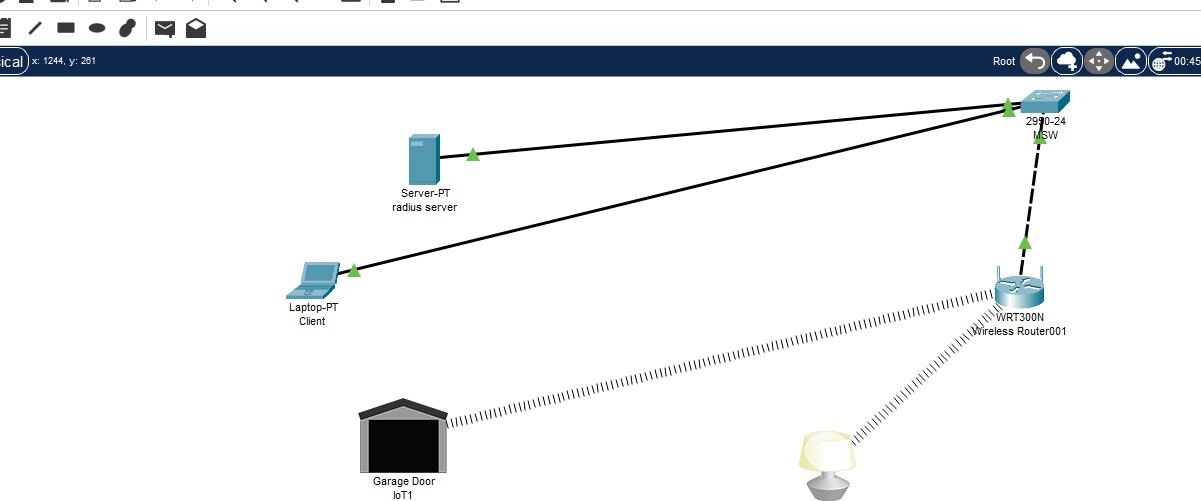 ical x: 1244, y: 261
Root
00:45
2950-24
MSW
Server-PT
radius server
Laptop-PT
Client
WRT300N
Wireless Router001
Garage Door
IoT1